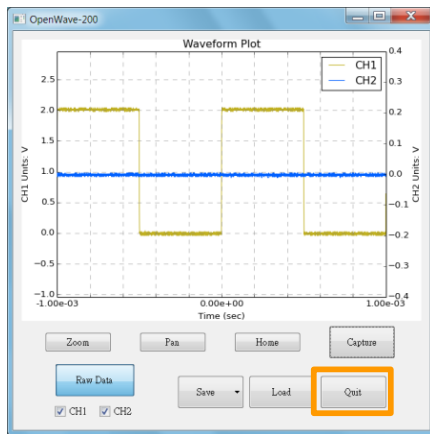 OpenWave-200
Waveform Plot
CH1
CH2
2.5
2.0
1.5
1.0
0.5
0.0
−0.5
−1.0
CH1 Units: V
0.4
0.3
0.2
0.1
0.0
−0.1
−0.2
−0.3
−0.4
CH2 Units: V
-1.00e-03
0.00e+00
1.00e-03
Time (sec)
Zoom
Pan
Home
Capture
Raw Data
Save
Load
Quit
CH1
CH2